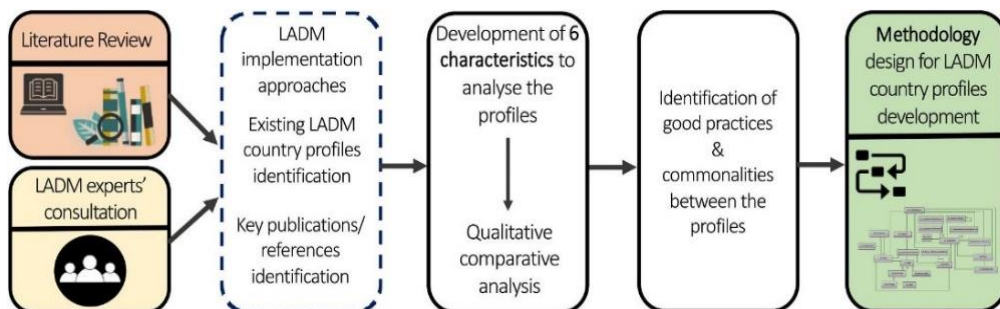 Literature Review
LADM experts'
consultation
LADM
implementation
approaches
Existing LADM
country profiles
identification
Key publications/
references
identification
Development of 6
characteristics to
analyse the
profiles
Qualitative
comparative
analysis
Identification of
good practices
&
commonalities
between the
profiles
Methodology
design for LADM
country profiles
development